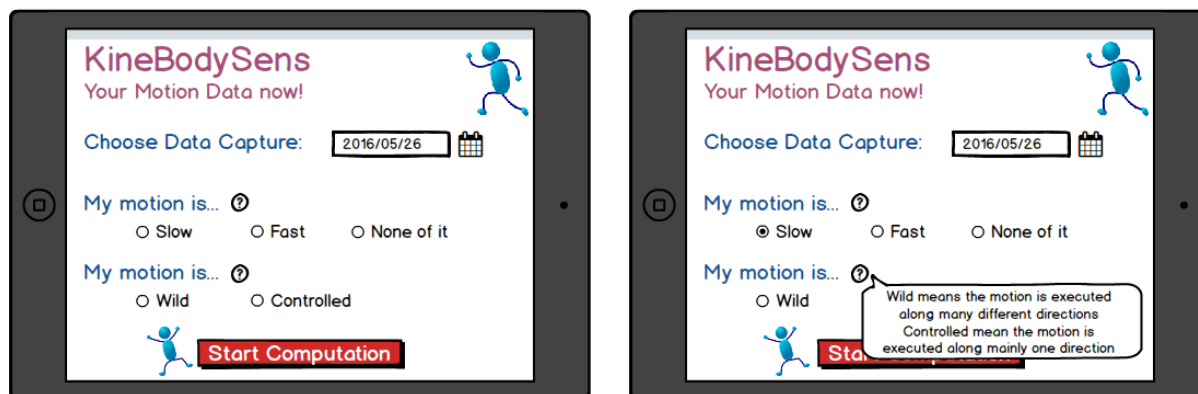 KineBodySens
Your Motion Data now!
Choose Data Capture: 2016/05/26
My motion is... ?
Slow Fast None of it
My motion is... ?
Wild Controlled
Start Computation
KineBodySens
Your Motion Data now!
Choose Data Capture: 2016/05/26
My motion is... ?
Slow Fast None of it
My motion is... ?
Wild
Wild means the motion is executed
along many different directions
Controlled mean the motion is
executed along mainly one direction